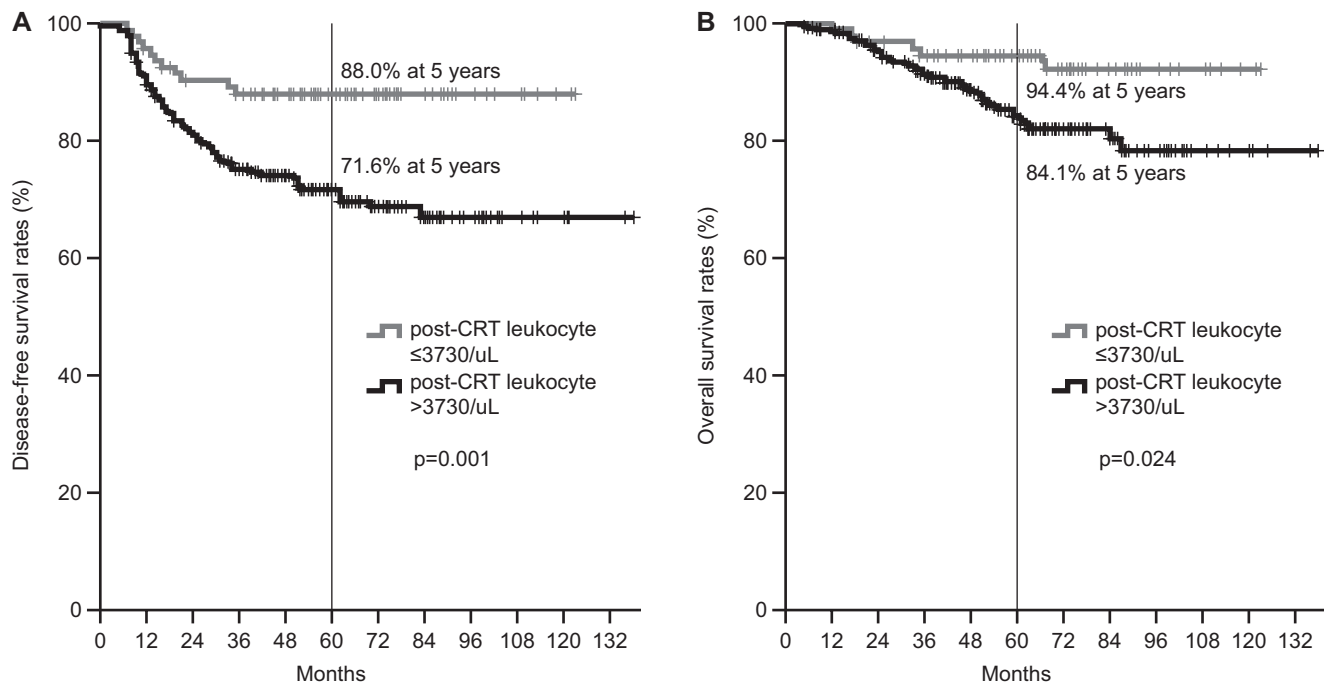 A
100
80
60
40
20
0
Disease-free survival rates (%)
88.0% at 5 years
71.6% at 5 years
post-CRT leukocyte
≤3730/uL
post-CRT leukocyte
>3730/uL
p=0.001
0 12 24 36 48 60 72 84 96 108 120 132
Months
B
100
80
60
40
20
0
Overall survival rates (%)
94.4% at 5 years
84.1% at 5 years
post-CRT leukocyte
≤3730/uL
post-CRT leukocyte
>3730/uL
p=0.024
0 12 24 36 48 60 72 84 96 108 120 132
Months